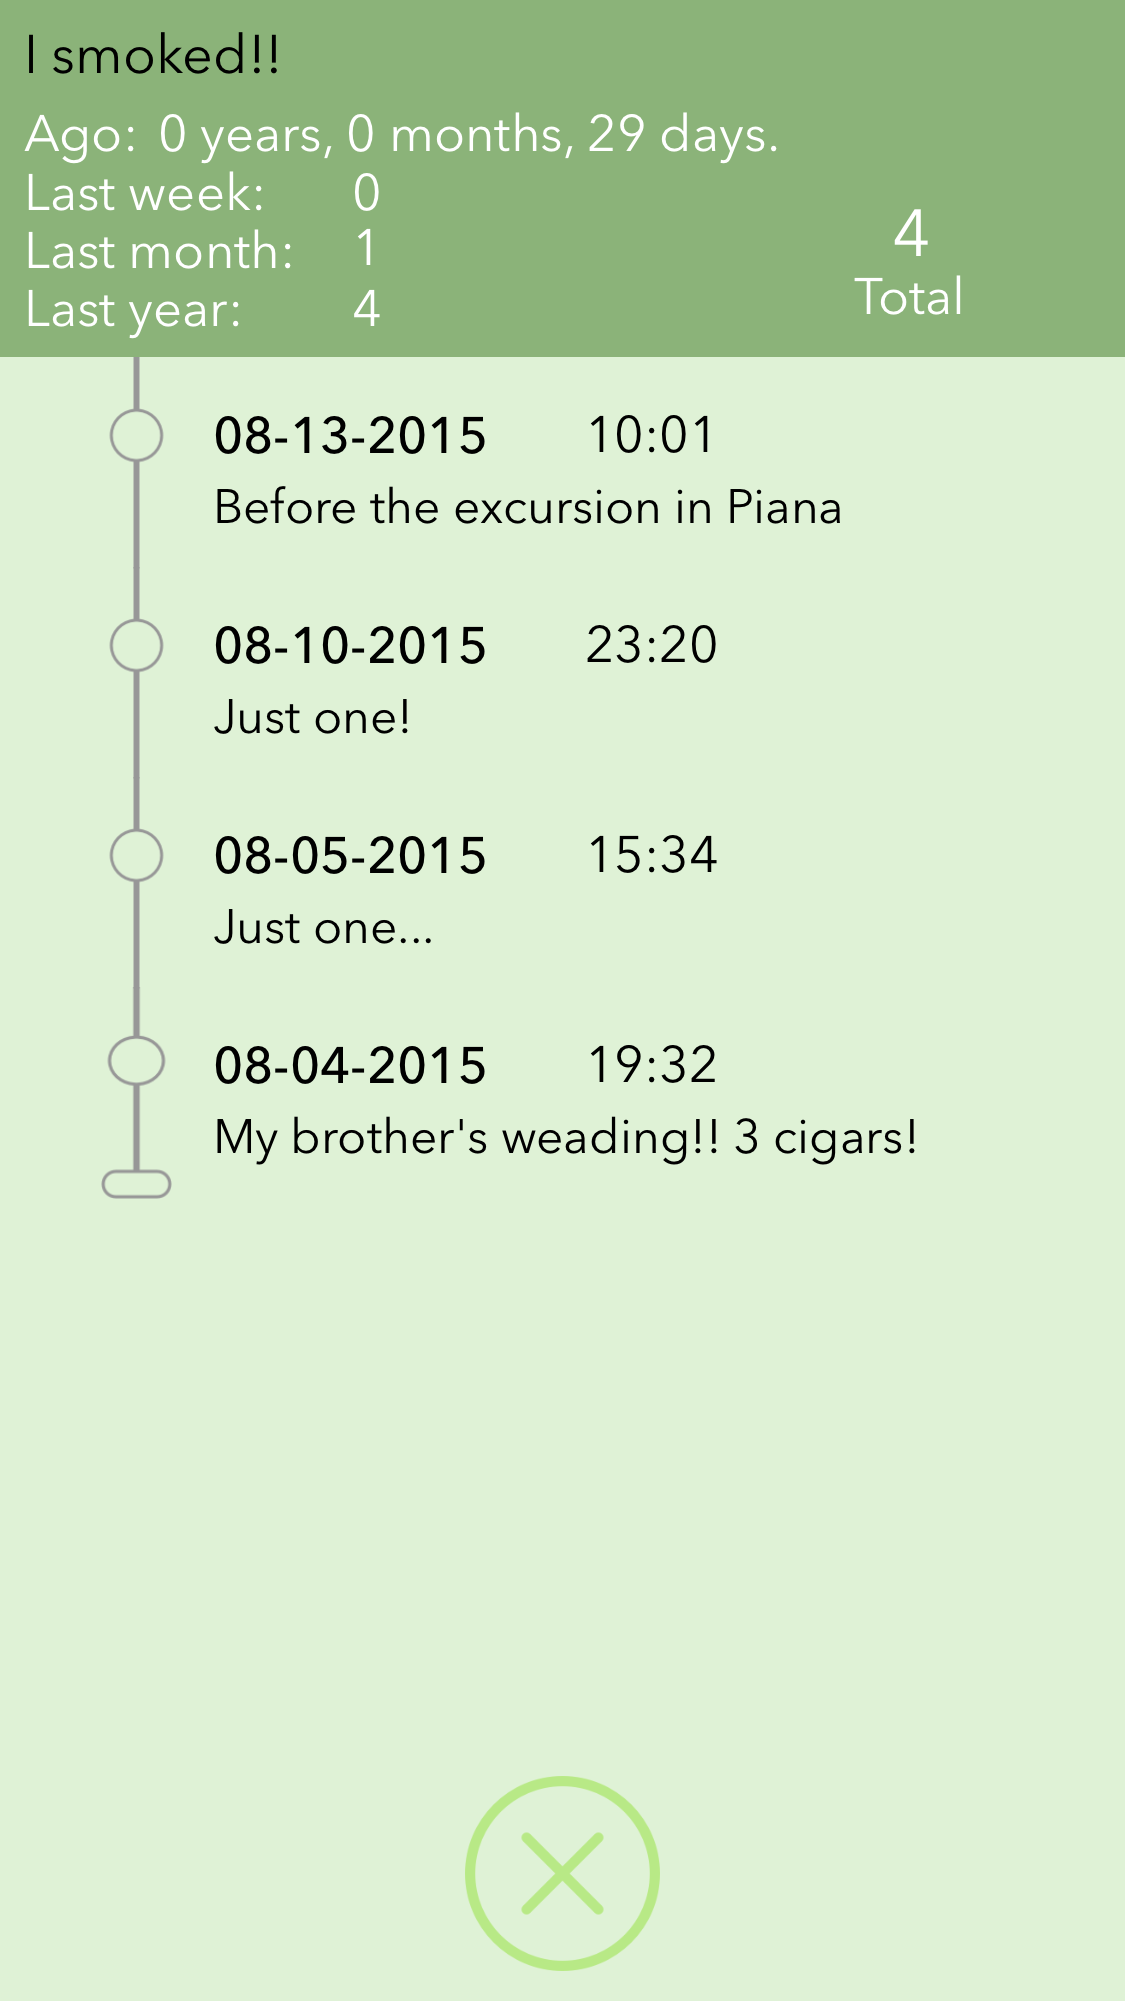 I smoked!!
Ago: 0 years, 0 months, 29 days.
Last week: 0
Last month: 1
Last year: 4
4
Total
08-13-2015 10:01
Before the excursion in Piana
08-10-2015 23:20
Just one!
08-05-2015 15:34
Just one...
08-04-2015 19:32
My brother's weading!! 3 cigars!